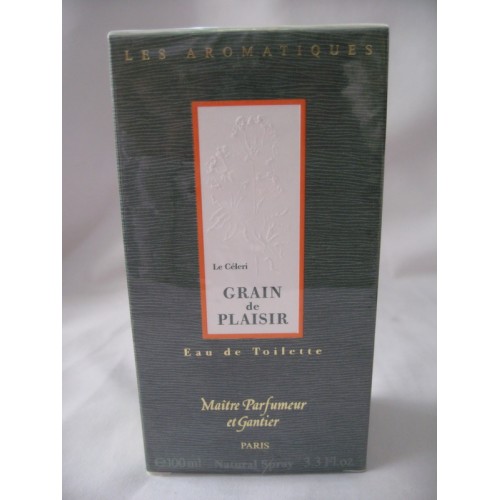 LES AROMATIQUES
Le Céleri
GRAIN
de
PLAISIR
Eau de Toilette
Maître Parfumeur
et Gantier
PARIS
℮100 ml Natural Spray 3.3 Fl.oz.